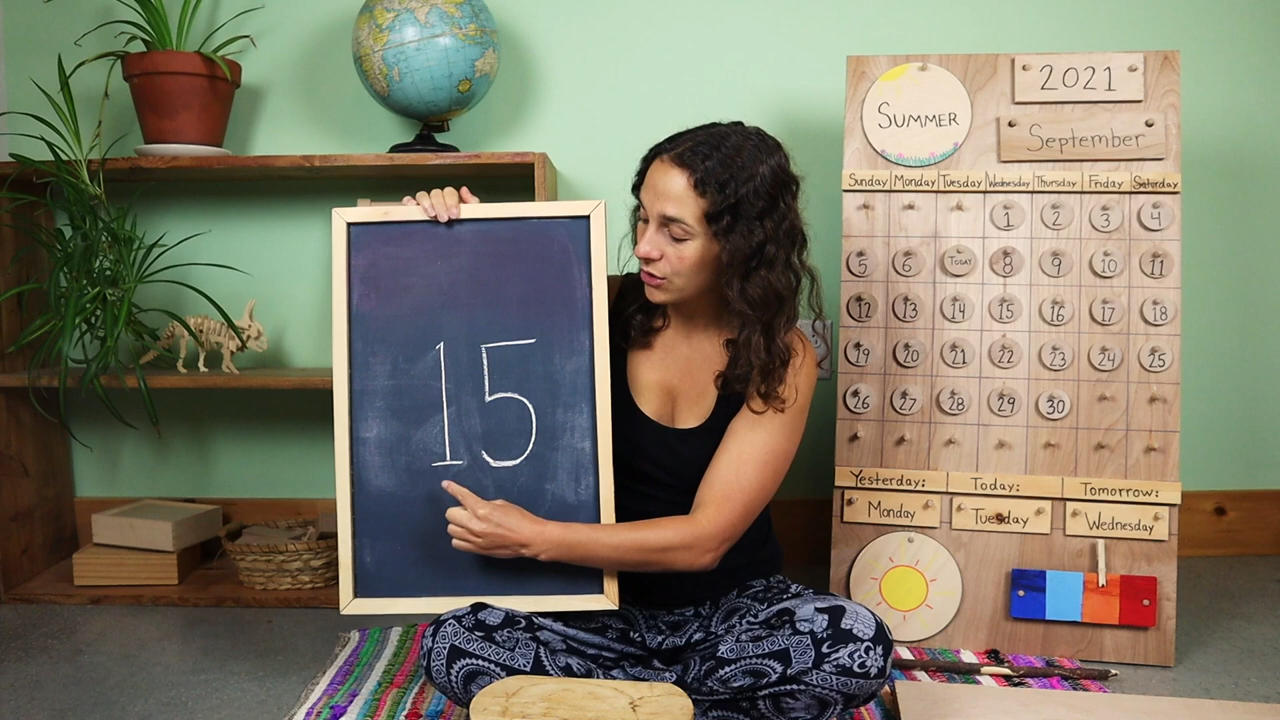 15
SUMMER
2021
September
Sunday Monday Tuesday Wednesday Thursday Friday Saturday
1 2 3 4
5 6 TODAY 8 9 10 11
12 13 14 15 16 17 18
19 20 21 22 23 24 25
26 27 28 29 30
Yesterday: Today: Tomorrow:
Monday Tuesday Wednesday